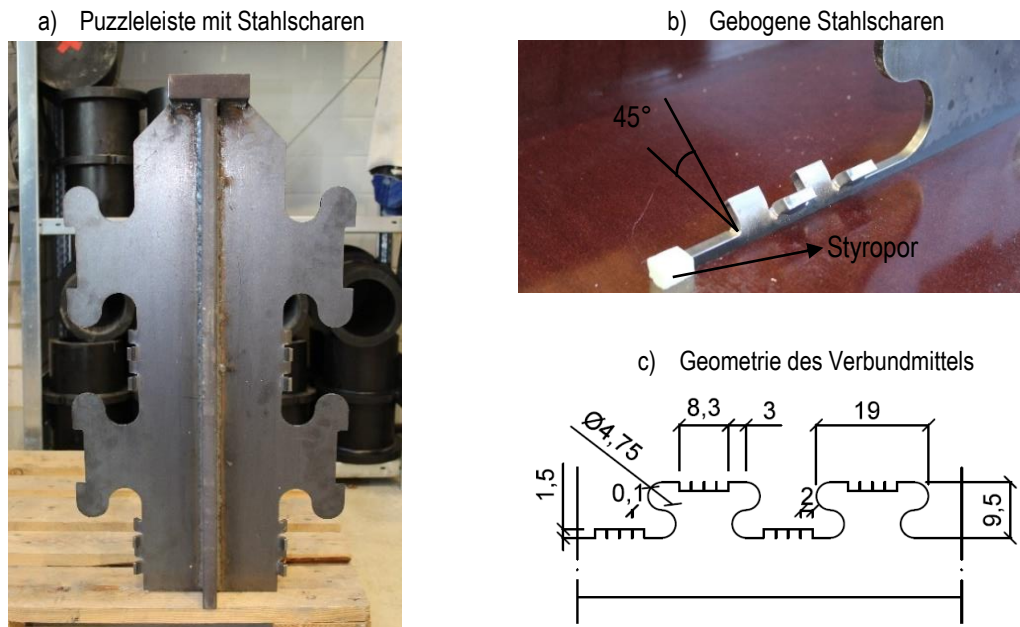 a) Puzzleleiste mit Stahlscharen
b) Gebogene Stahlscharen
45°
Styropor
c) Geometrie des Verbundmittels
8,3
3
19
Ø4,75
1,5
0,1
2
9,5